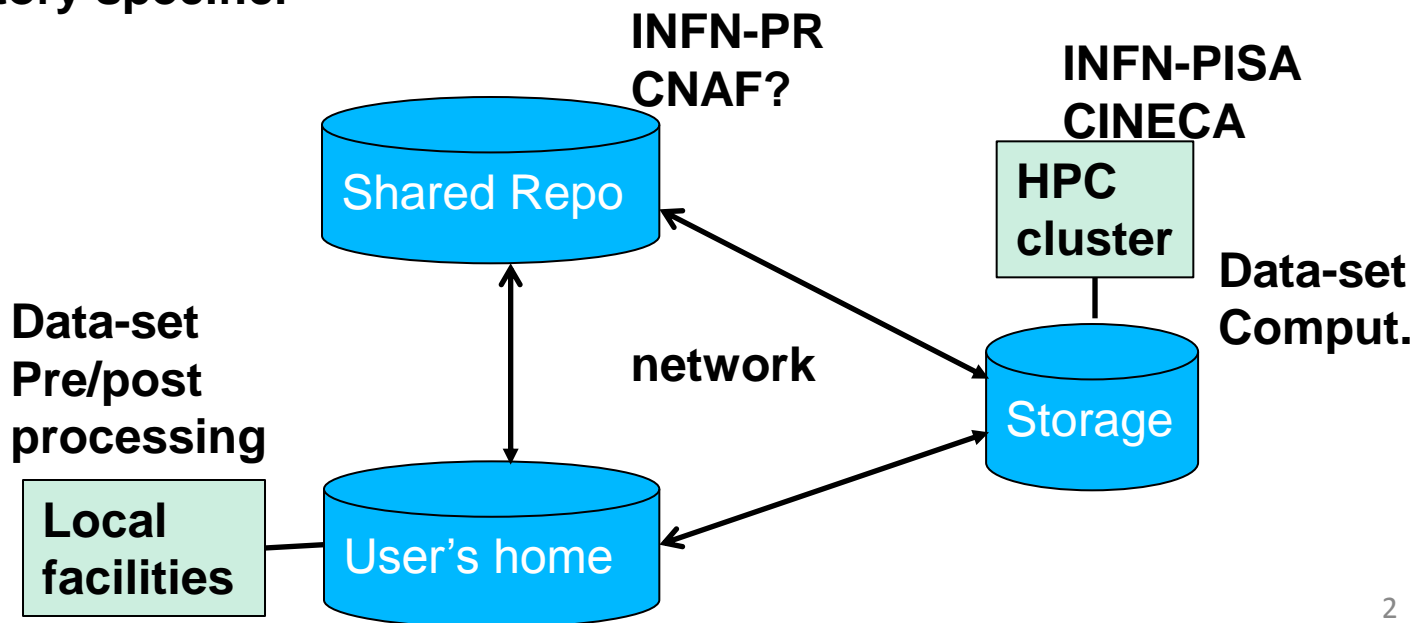 INFN-PR
CNAF?
INFN-PISA
CINECA
Shared Repo
HPC
cluster
Data-set
Comput.
Data-set
Pre/post
processing
network
Storage
Local
facilities
User's home
2